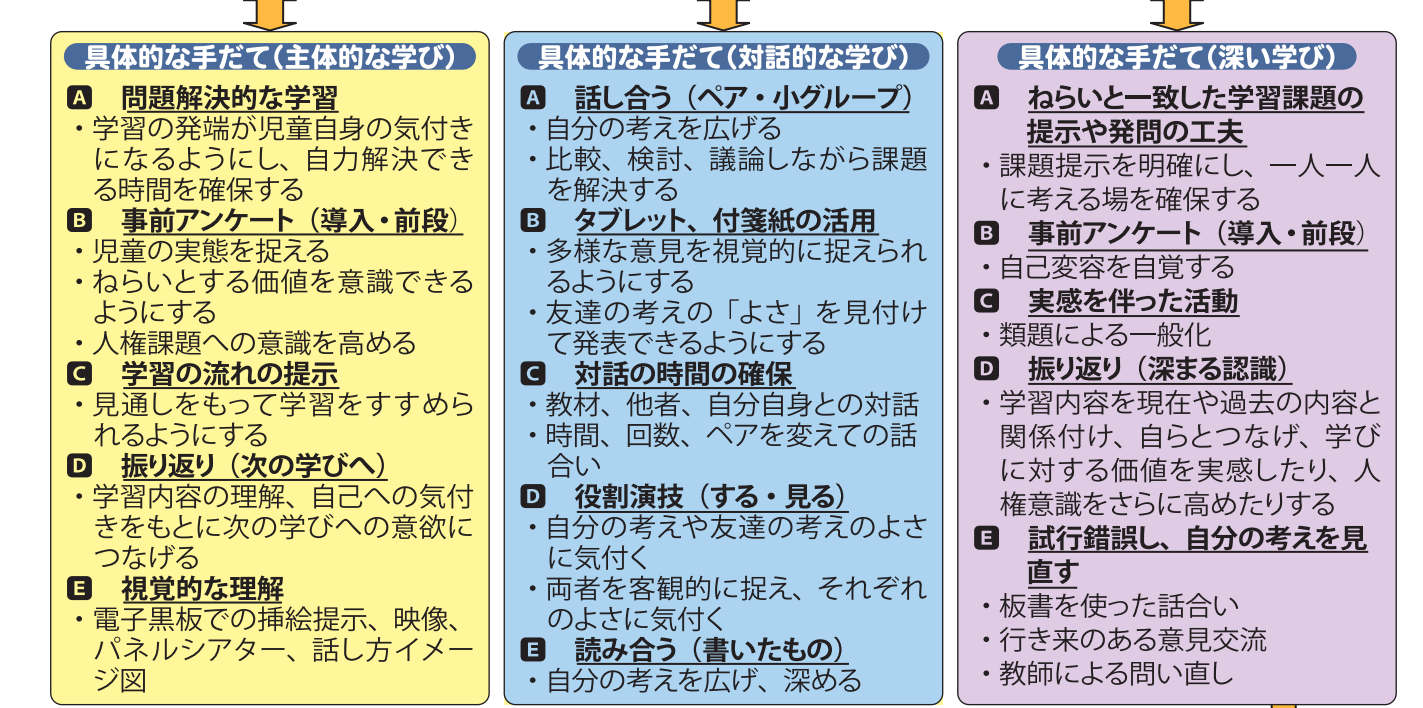 具体的な手だて(主体的な学び)
A 問題解決的な学習
・学習の発端が児童自身の気付き
になるようにし、自力解決でき
る時間を確保する
B 事前アンケート（導入・前段）
・児童の実態を捉える
・ねらいとする価値を意識できる
ようにする
・人権課題への意識を高める
C 学習の流れの提示
・見通しをもって学習をすすめら
れるようにする
D 振り返り（次の学びへ）
・学習内容の理解、自己への気付
きをもとに次の学びへの意欲に
つなげる
E 視覚的な理解
・電子黒板での挿絵提示、映像、
パネルシアター、話し方イメー
ジ図
具体的な手だて(対話的な学び)
A 話し合う（ペア・小グループ）
・自分の考えを広げる
・比較、検討、議論しながら課題
を解決する
B タブレット、付箋紙の活用
・多様な意見を視覚的に捉えられ
るようにする
・友達の考えの「よさ」を見付け
て発表できるようにする
C 対話の時間の確保
・教材、他者、自分自身との対話
・時間、回数、ペアを変えての話
合い
D 役割演技（する・見る）
・自分の考えや友達の考えのよさ
に気付く
・両者を客観的に捉え、それぞれ
のよさに気付く
E 読み合う（書いたもの）
・自分の考えを広げ、深める
具体的な手だて(深い学び)
A ねらいと一致した学習課題の
提示や発問の工夫
・課題提示を明確にし、一人一人
に考える場を確保する
B 事前アンケート（導入・前段）
・自己変容を自覚する
C 実感を伴った活動
・類題による一般化
D 振り返り（深まる認識）
・学習内容を現在や過去の内容と
関係付け、自らとつなげ、学び
に対する価値を実感したり、人
権意識をさらに高めたりする
E 試行錯誤し、自分の考えを見
直す
・板書を使った話合い
・行き来のある意見交流
・教師による問い直し